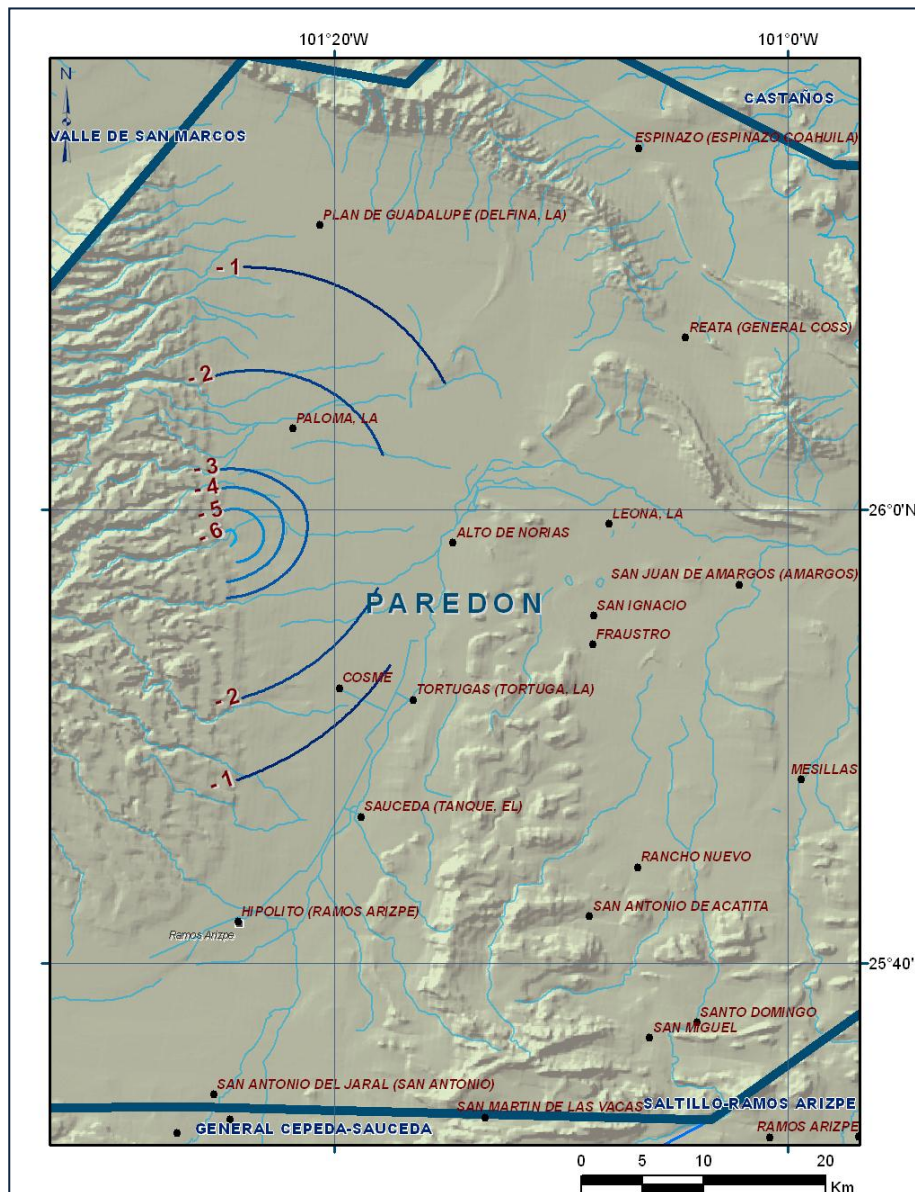 101°20'W
101°0'W
N
CASTAÑOS
VALLE DE SAN MARCOS
ESPINAZO (ESPINAZO COAHUILA)
PLAN DE GUADALUPE (DELFINA, LA)
- 1
REATA (GENERAL COSS)
- 2
PALOMA, LA
- 3
- 4
- 5
- 6
26°0'N
LEONA, LA
ALTO DE NORIAS
SAN JUAN DE AMARGOS (AMARGOS)
PAREDON
SAN IGNACIO
FRAUSTRO
COSME
- 2
TORTUGAS (TORTUGA, LA)
- 1
MESILLAS
SAUCEDA (TANQUE, EL)
RANCHO NUEVO
HIPOLITO (RAMOS ARIZPE)
SAN ANTONIO DE ACATITA
Ramos Arizpe
25°40'
SANTO DOMINGO
SAN MIGUEL
SAN ANTONIO DEL JARAL (SAN ANTONIO)
SAN MARTIN DE LAS VACAS
SALTILLO-RAMOS ARIZPE
GENERAL CEPEDA-SAUCEDA
RAMOS ARIZPE
0 5 10 20
Km